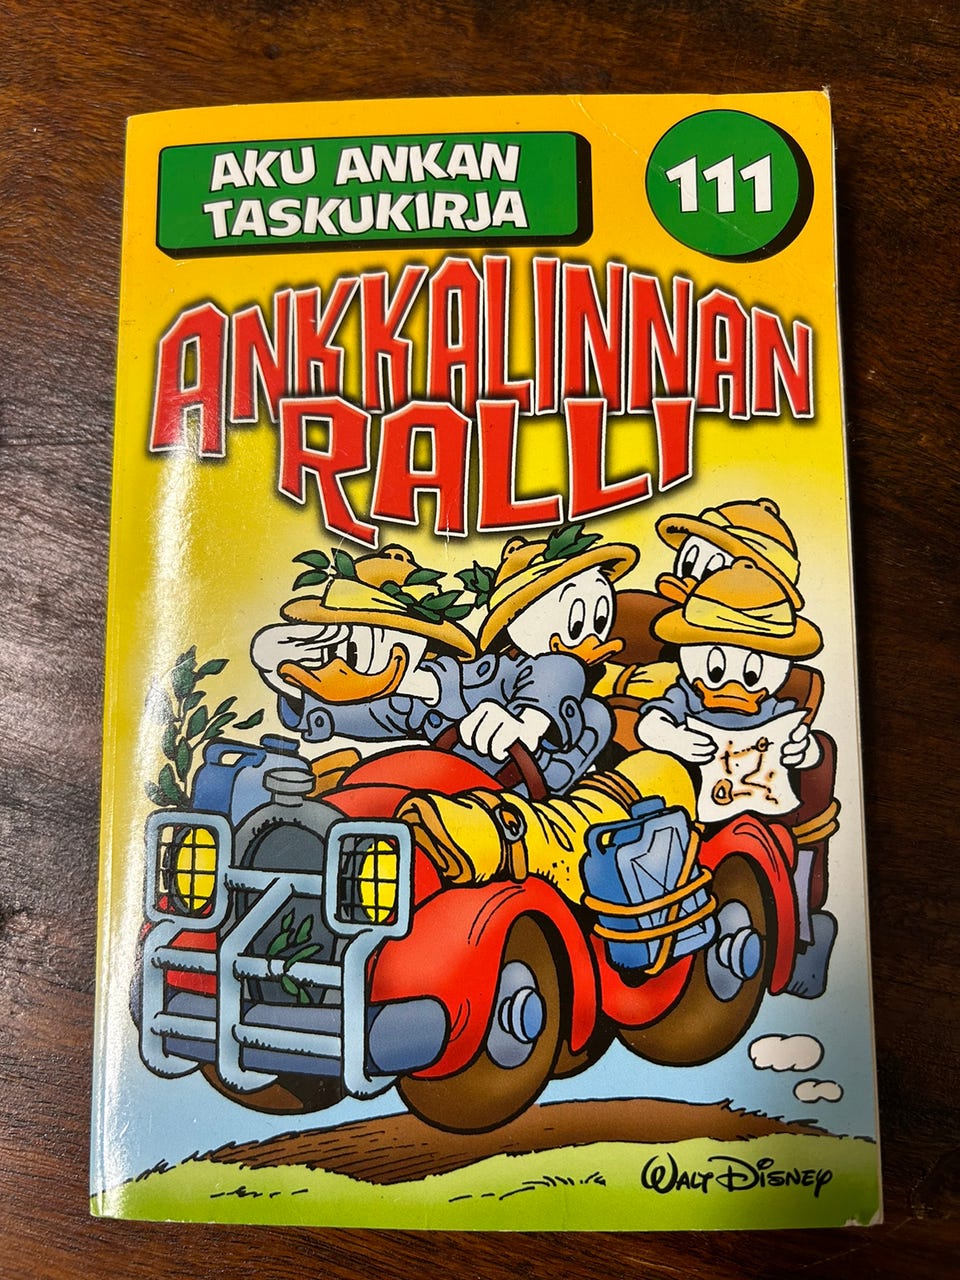 AKU ANKAN
TASKUKIRJA
111
ANKKALINNAN
RALLI
WALT DISNEY